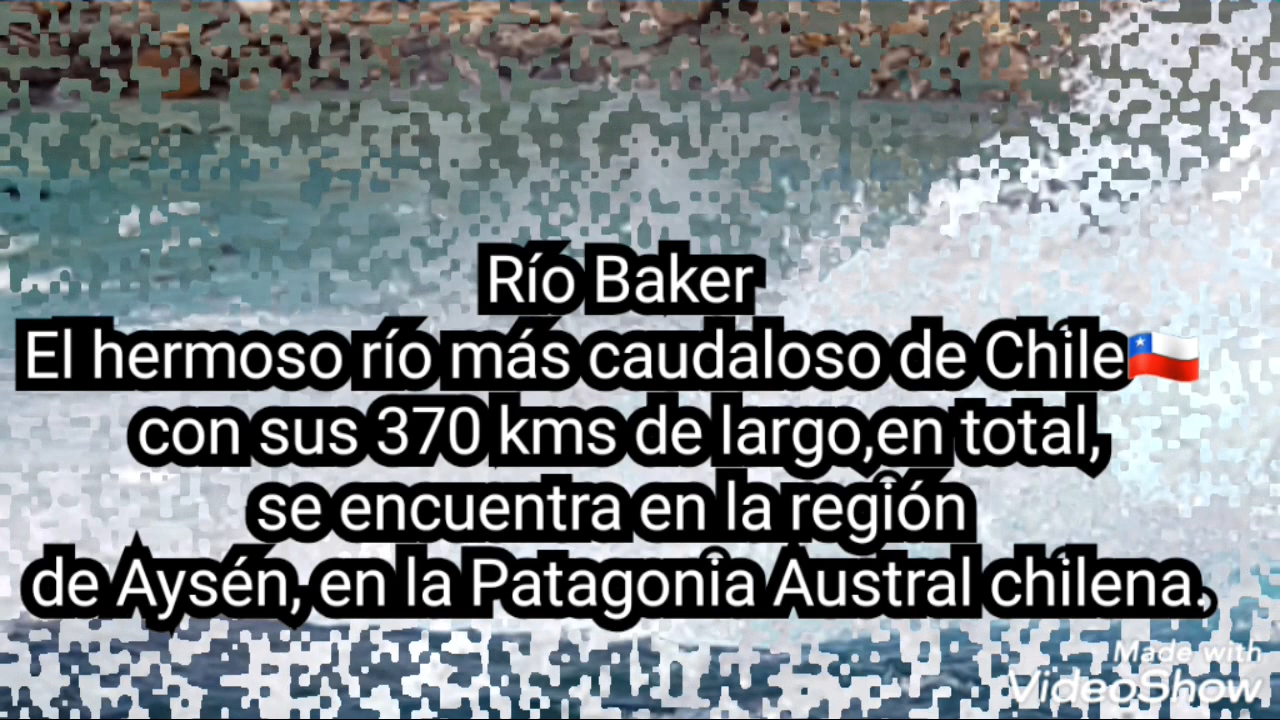 Río Baker
El hermoso río más caudaloso de Chile🇨🇱
con sus 370 kms de largo,en total,
se encuentra en la región
de Aysén, en la Patagonia Austral chilena.
Made with
VideoShow